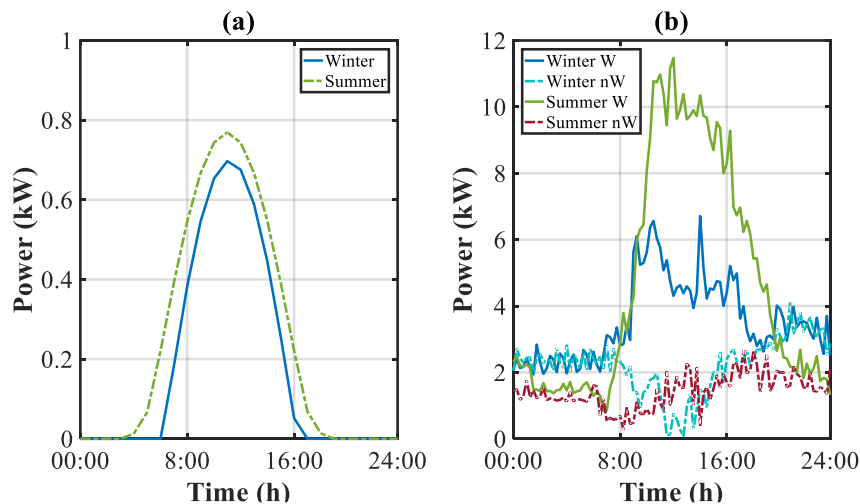 (a)
1
0.8
0.6
0.4
0.2
0
Power (kW)
Winter
Summer
00:00 8:00 16:00 24:00
Time (h)
(b)
12
10
8
6
4
2
0
Power (kW)
Winter W
Winter nW
Summer W
Summer nW
00:00 8:00 16:00 24:00
Time (h)